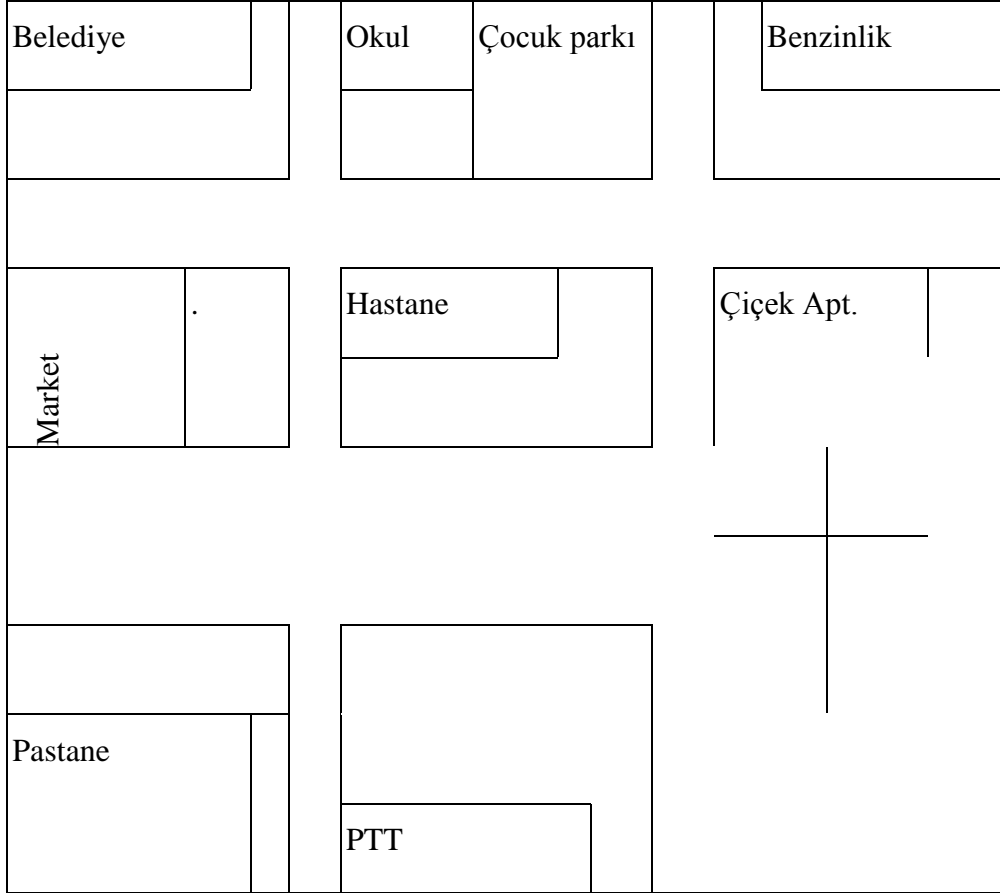 Belediye
Okul
Çocuk parkı
Benzinlik
.
Hastane
Çiçek Apt.
Market
Pastane
PTT